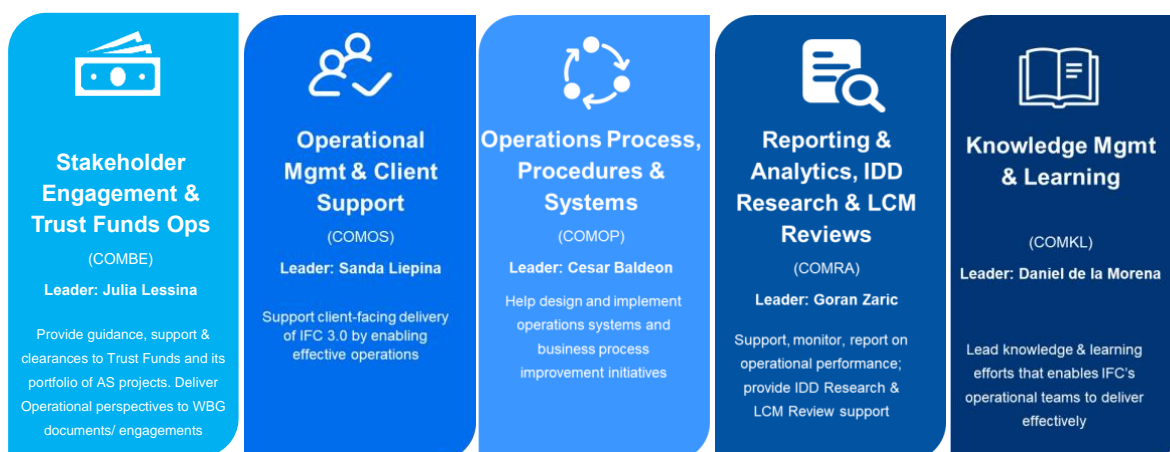 Stakeholder
Engagement &
Trust Funds Ops
(COMBE)
Leader: Julia Lessina
Provide guidance, support &
clearances to Trust Funds and its
portfolio of AS projects. Deliver
Operational perspectives to WBG
documents/ engagements
Operational
Mgmt & Client
Support
(COMOS)
Leader: Sanda Liepina
Support client-facing delivery
of IFC 3.0 by enabling
effective operations
Operations Process,
Procedures &
Systems
(COMOP)
Leader: Cesar Baldeon
Help design and implement
operations systems and
business process
improvement initiatives
Reporting &
Analytics, IDD
Research & LCM
Reviews
(COMRA)
Leader: Goran Zaric
Support, monitor, report on
operational performance;
provide IDD Research &
LCM Review support
Knowledge Mgmt
& Learning
(COMKL)
Leader: Daniel de la Morena
Lead knowledge & learning
efforts that enables IFC's
operational teams to deliver
effectively